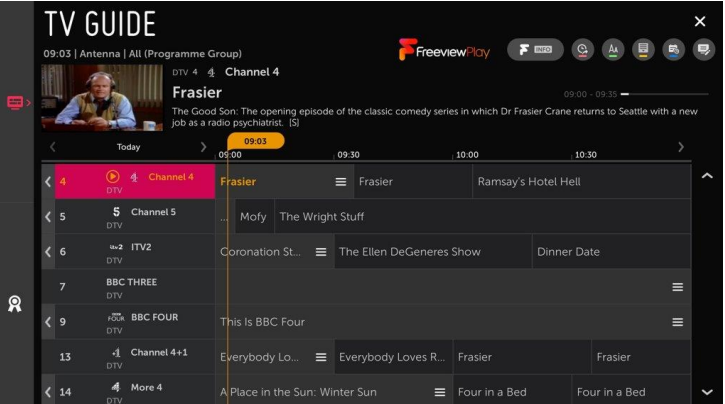 TV GUIDE
09:03 | Antenna | All (Programme Group)
FreeviewPlay
INFO
DTV 4 4 Channel 4
Frasier
09:00 - 09:35
The Good Son: The opening episode of the classic comedy series in which Dr Frasier Crane returns to Seattle with a new
job as a radio psychiatrist. [S]
Today
09:03
09:00 09:30 10:00 10:30
4 4 Channel 4 Frasier Frasier Ramsay's Hotel Hell
DTV
5 5 Channel 5 ... Mofy The Wright Stuff
DTV
6 itv2 ITV2 Coronation St... The Ellen DeGeneres Show Dinner Date
DTV
7 BBC THREE
DTV
9 FOUR BBC FOUR This Is BBC Four
DTV
13 4 Channel 4+1 Everybody Lo... Everybody Loves R... Frasier Frasier
DTV
14 4 More 4 A Place in the Sun: Winter Sun Four in a Bed Four in a Bed
DTV